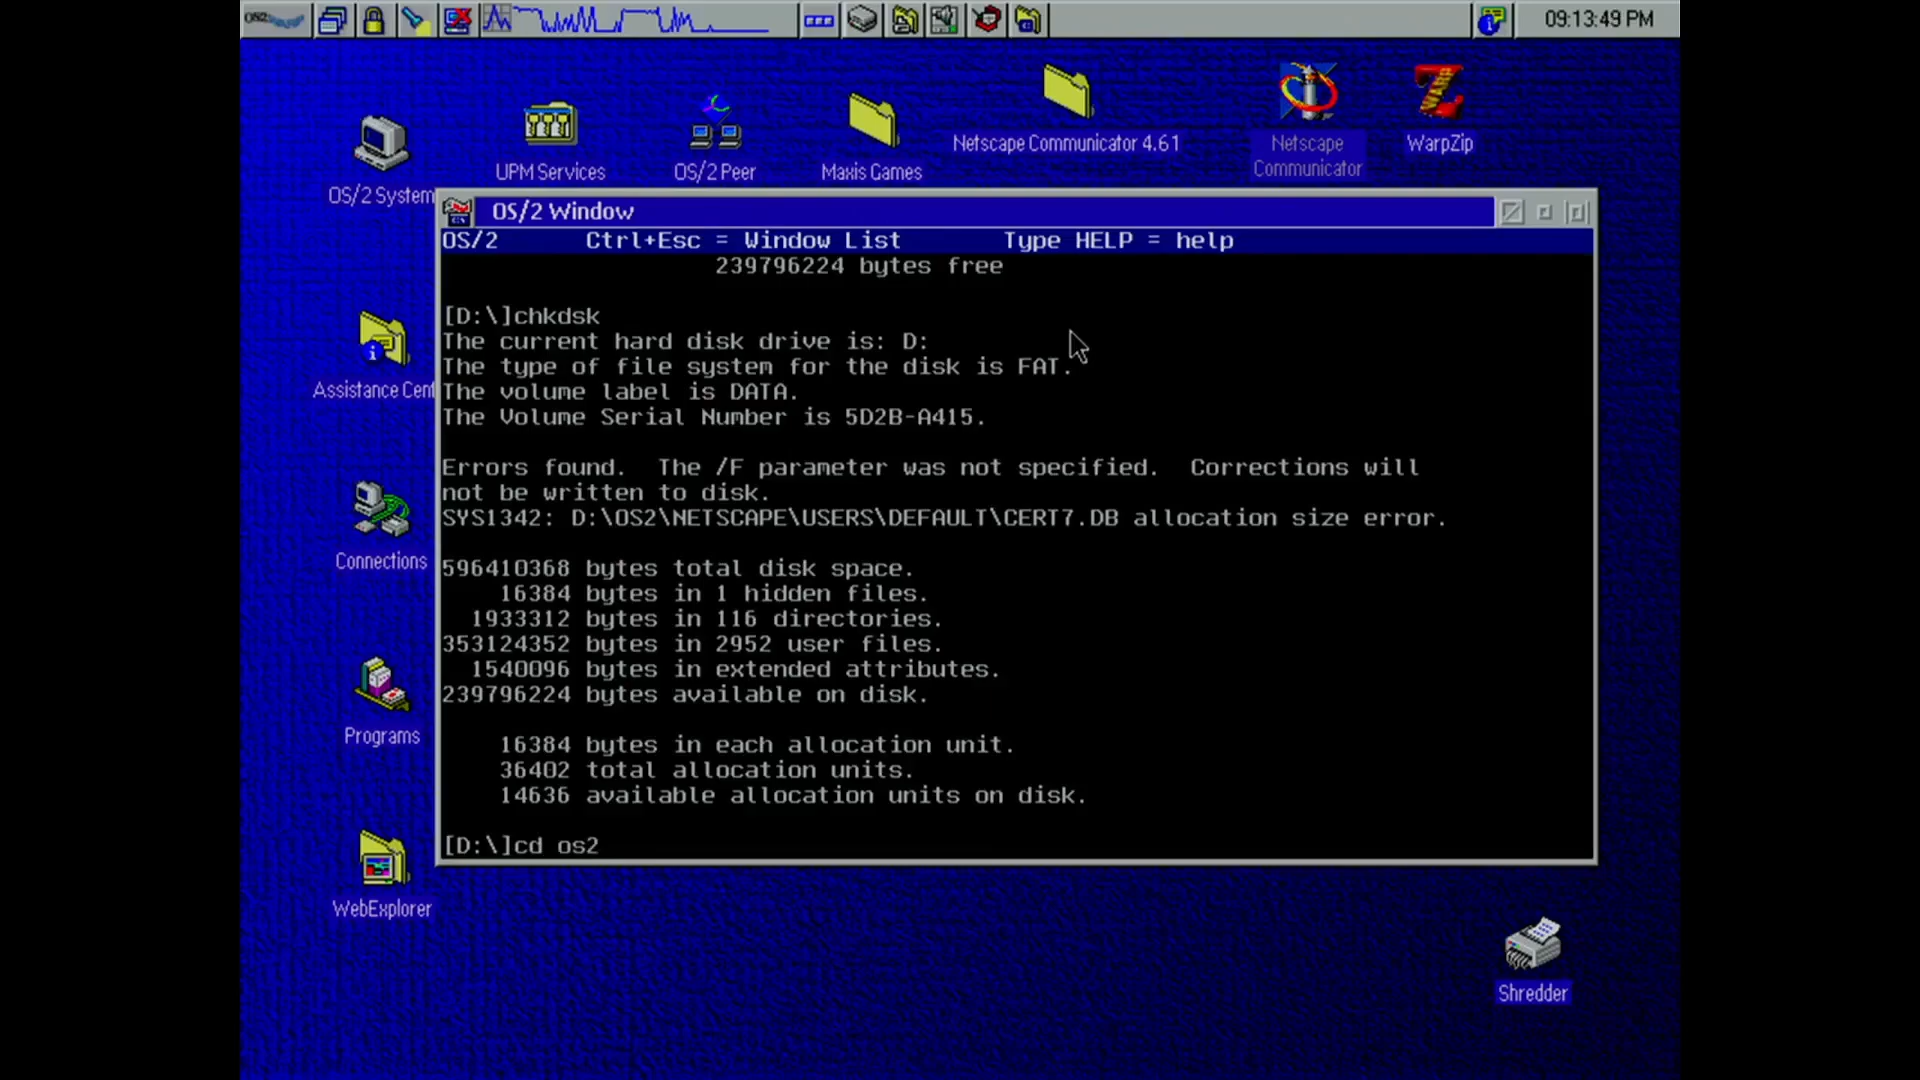 OS2
09:13:49 PM
OS/2 System
UPM Services
OS/2 Peer
Maxis Games
Netscape Communicator 4.61
Netscape
Communicator
WarpZip
OS/2 Window
OS/2      Ctrl+Esc = Window List       Type HELP = help
239796224 bytes free
[D:\]chkdsk
The current hard disk drive is: D:
The type of file system for the disk is FAT.
The volume label is DATA.
The Volume Serial Number is 5D2B-A415.
Errors found.  The /F parameter was not specified.  Corrections will
not be written to disk.
SYS1342: D:\OS2\NETSCAPE\USERS\DEFAULT\CERT7.DB allocation size error.
596410368 bytes total disk space.
16384 bytes in 1 hidden files.
1933312 bytes in 116 directories.
353124352 bytes in 2952 user files.
1540096 bytes in extended attributes.
239796224 bytes available on disk.
16384 bytes in each allocation unit.
36402 total allocation units.
14636 available allocation units on disk.
[D:\]cd os2
Assistance Cent
Connections
Programs
WebExplorer
Shredder